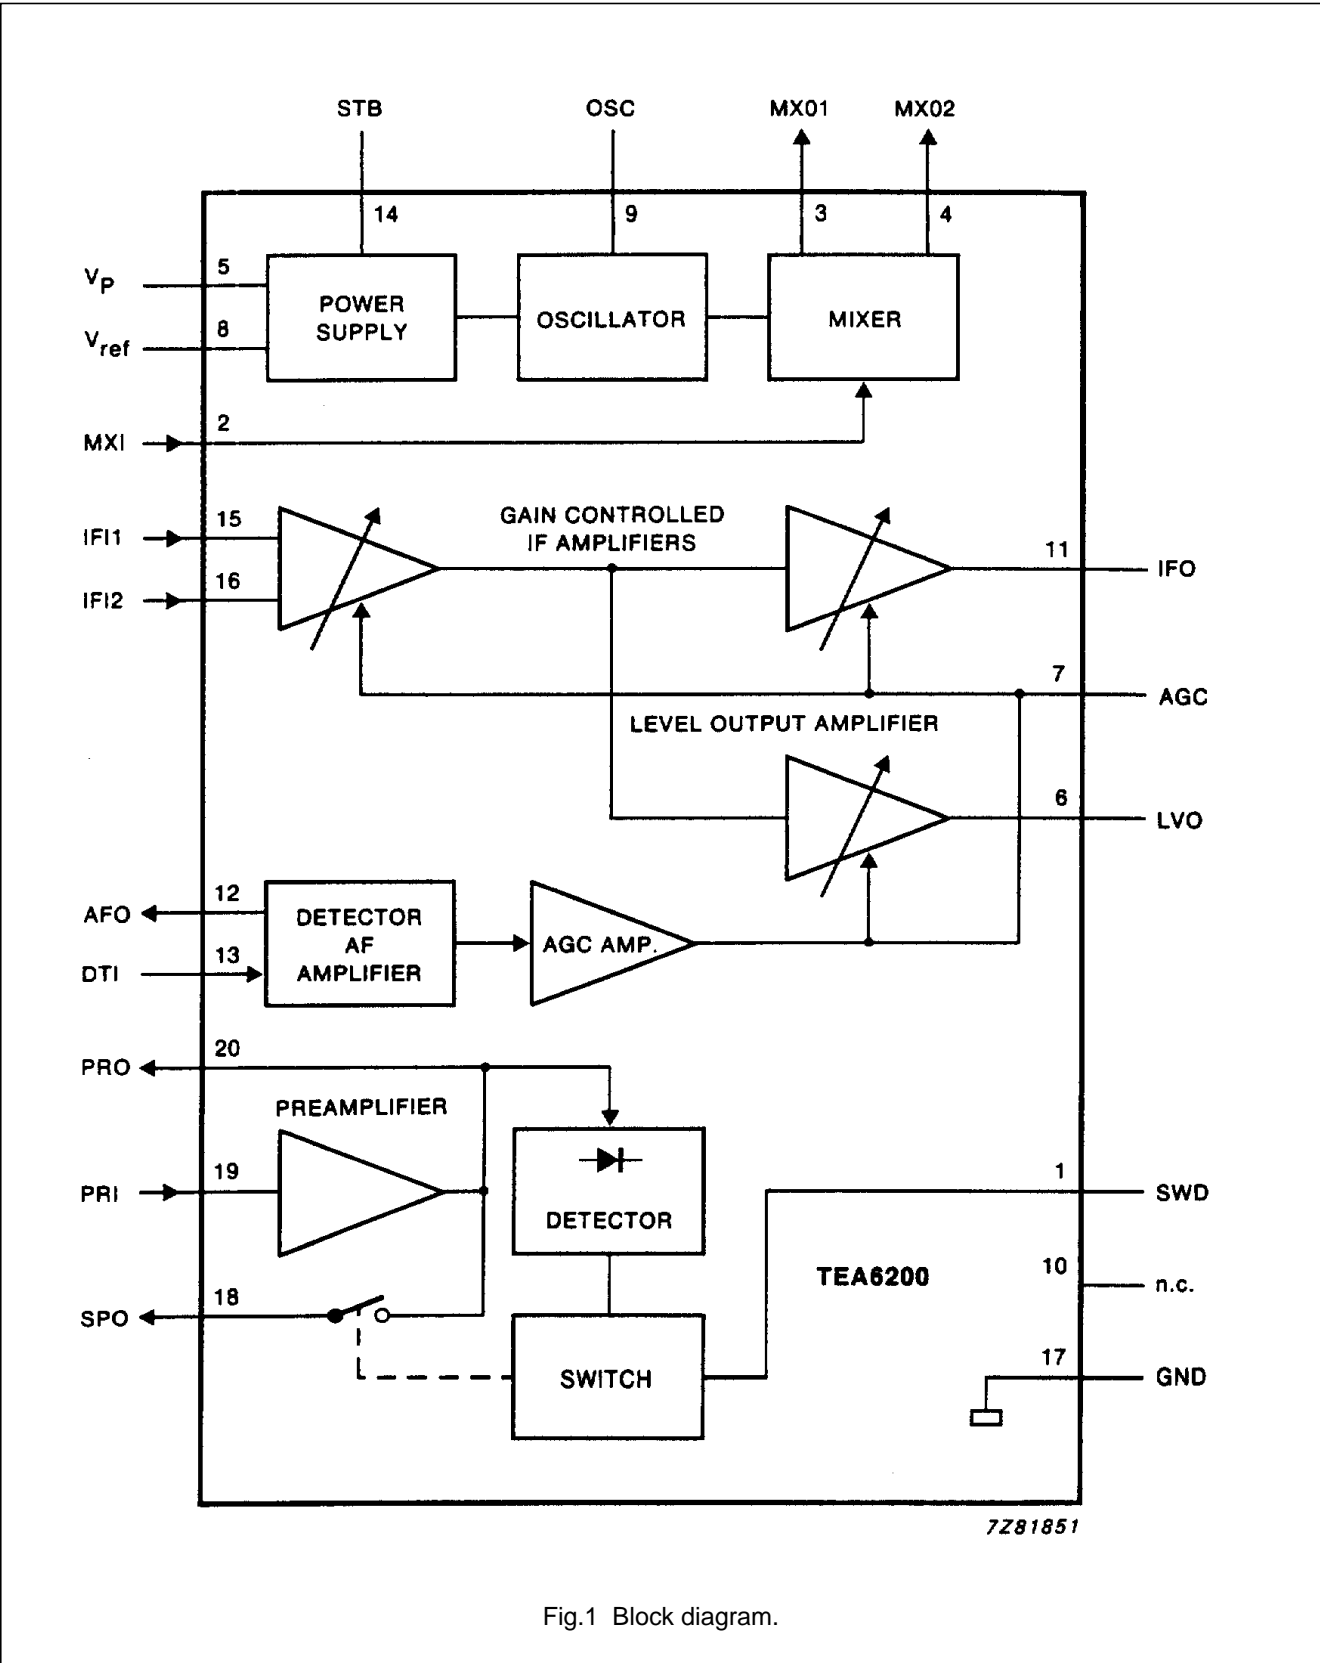 STB OSC MX01 MX02
14 9 3 4
VP 5
POWER SUPPLY
OSCILLATOR
MIXER
Vref 8
MXI 2
IFI1 15
GAIN CONTROLLED
IF AMPLIFIERS
11 IFO
IFI2 16
7 AGC
LEVEL OUTPUT AMPLIFIER
6 LVO
AFO 12
DETECTOR
AF
AMPLIFIER
AGC AMP.
DTI 13
PRO 20
PREAMPLIFIER
PRI 19
DETECTOR
1 SWD
TEA6200
10 n.c.
SPO 18
SWITCH
17 GND
7Z81851
Fig.1 Block diagram.